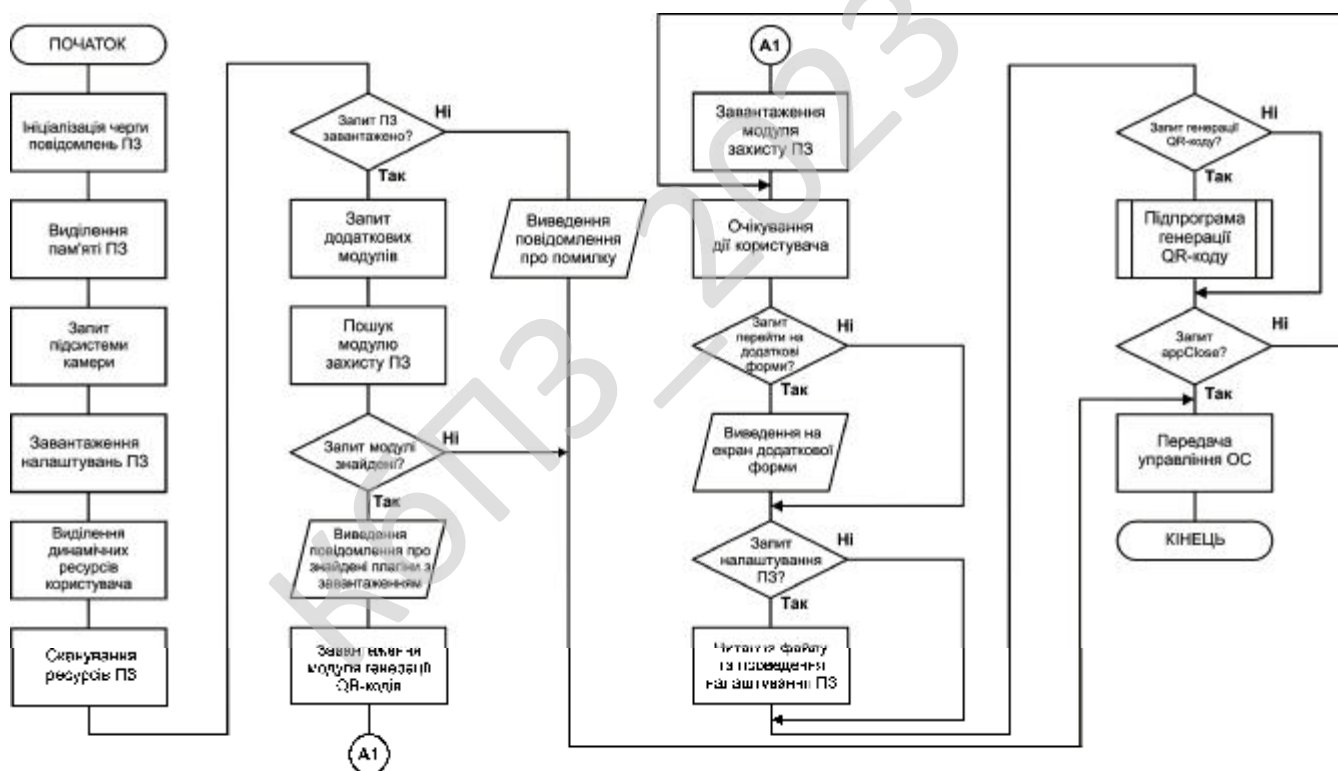 ПОЧАТОК
Ініціалізація черги
повідомлень ПЗ
Виділення
пам'яті ПЗ
Запит
підсистеми
камери
Завантаження
налаштувань ПЗ
Виділення
динамічних
ресурсів
користувача
Сканування
ресурсів ПЗ
Запит ПЗ
завантажено?
Ні
Так
Запит
додаткових
модулів
Пошук
модулю
захисту ПЗ
Запит модулі
знайдені?
Ні
Так
Виведення
повідомлення про
знайдені плагіни з
завантаженням
Завантаження
модуля генерації
QR-кодів
А1
Виведення
повідомлення
про помилку
А1
Завантаження
модуля
захисту ПЗ
Очікування
дії користувача
Запит
перейти на
додаткові
форми?
Ні
Так
Виведення на
екран додаткової
форми
Запит
налаштування
ПЗ?
Ні
Так
Читання файлу
та проведення
налаштування ПЗ
Запит генерації
QR-коду?
Ні
Так
Підпрограма
генерації
QR-коду
Запит
appClose?
Ні
Так
Передача
управління ОС
КІНЕЦЬ
КбПЗ_2023